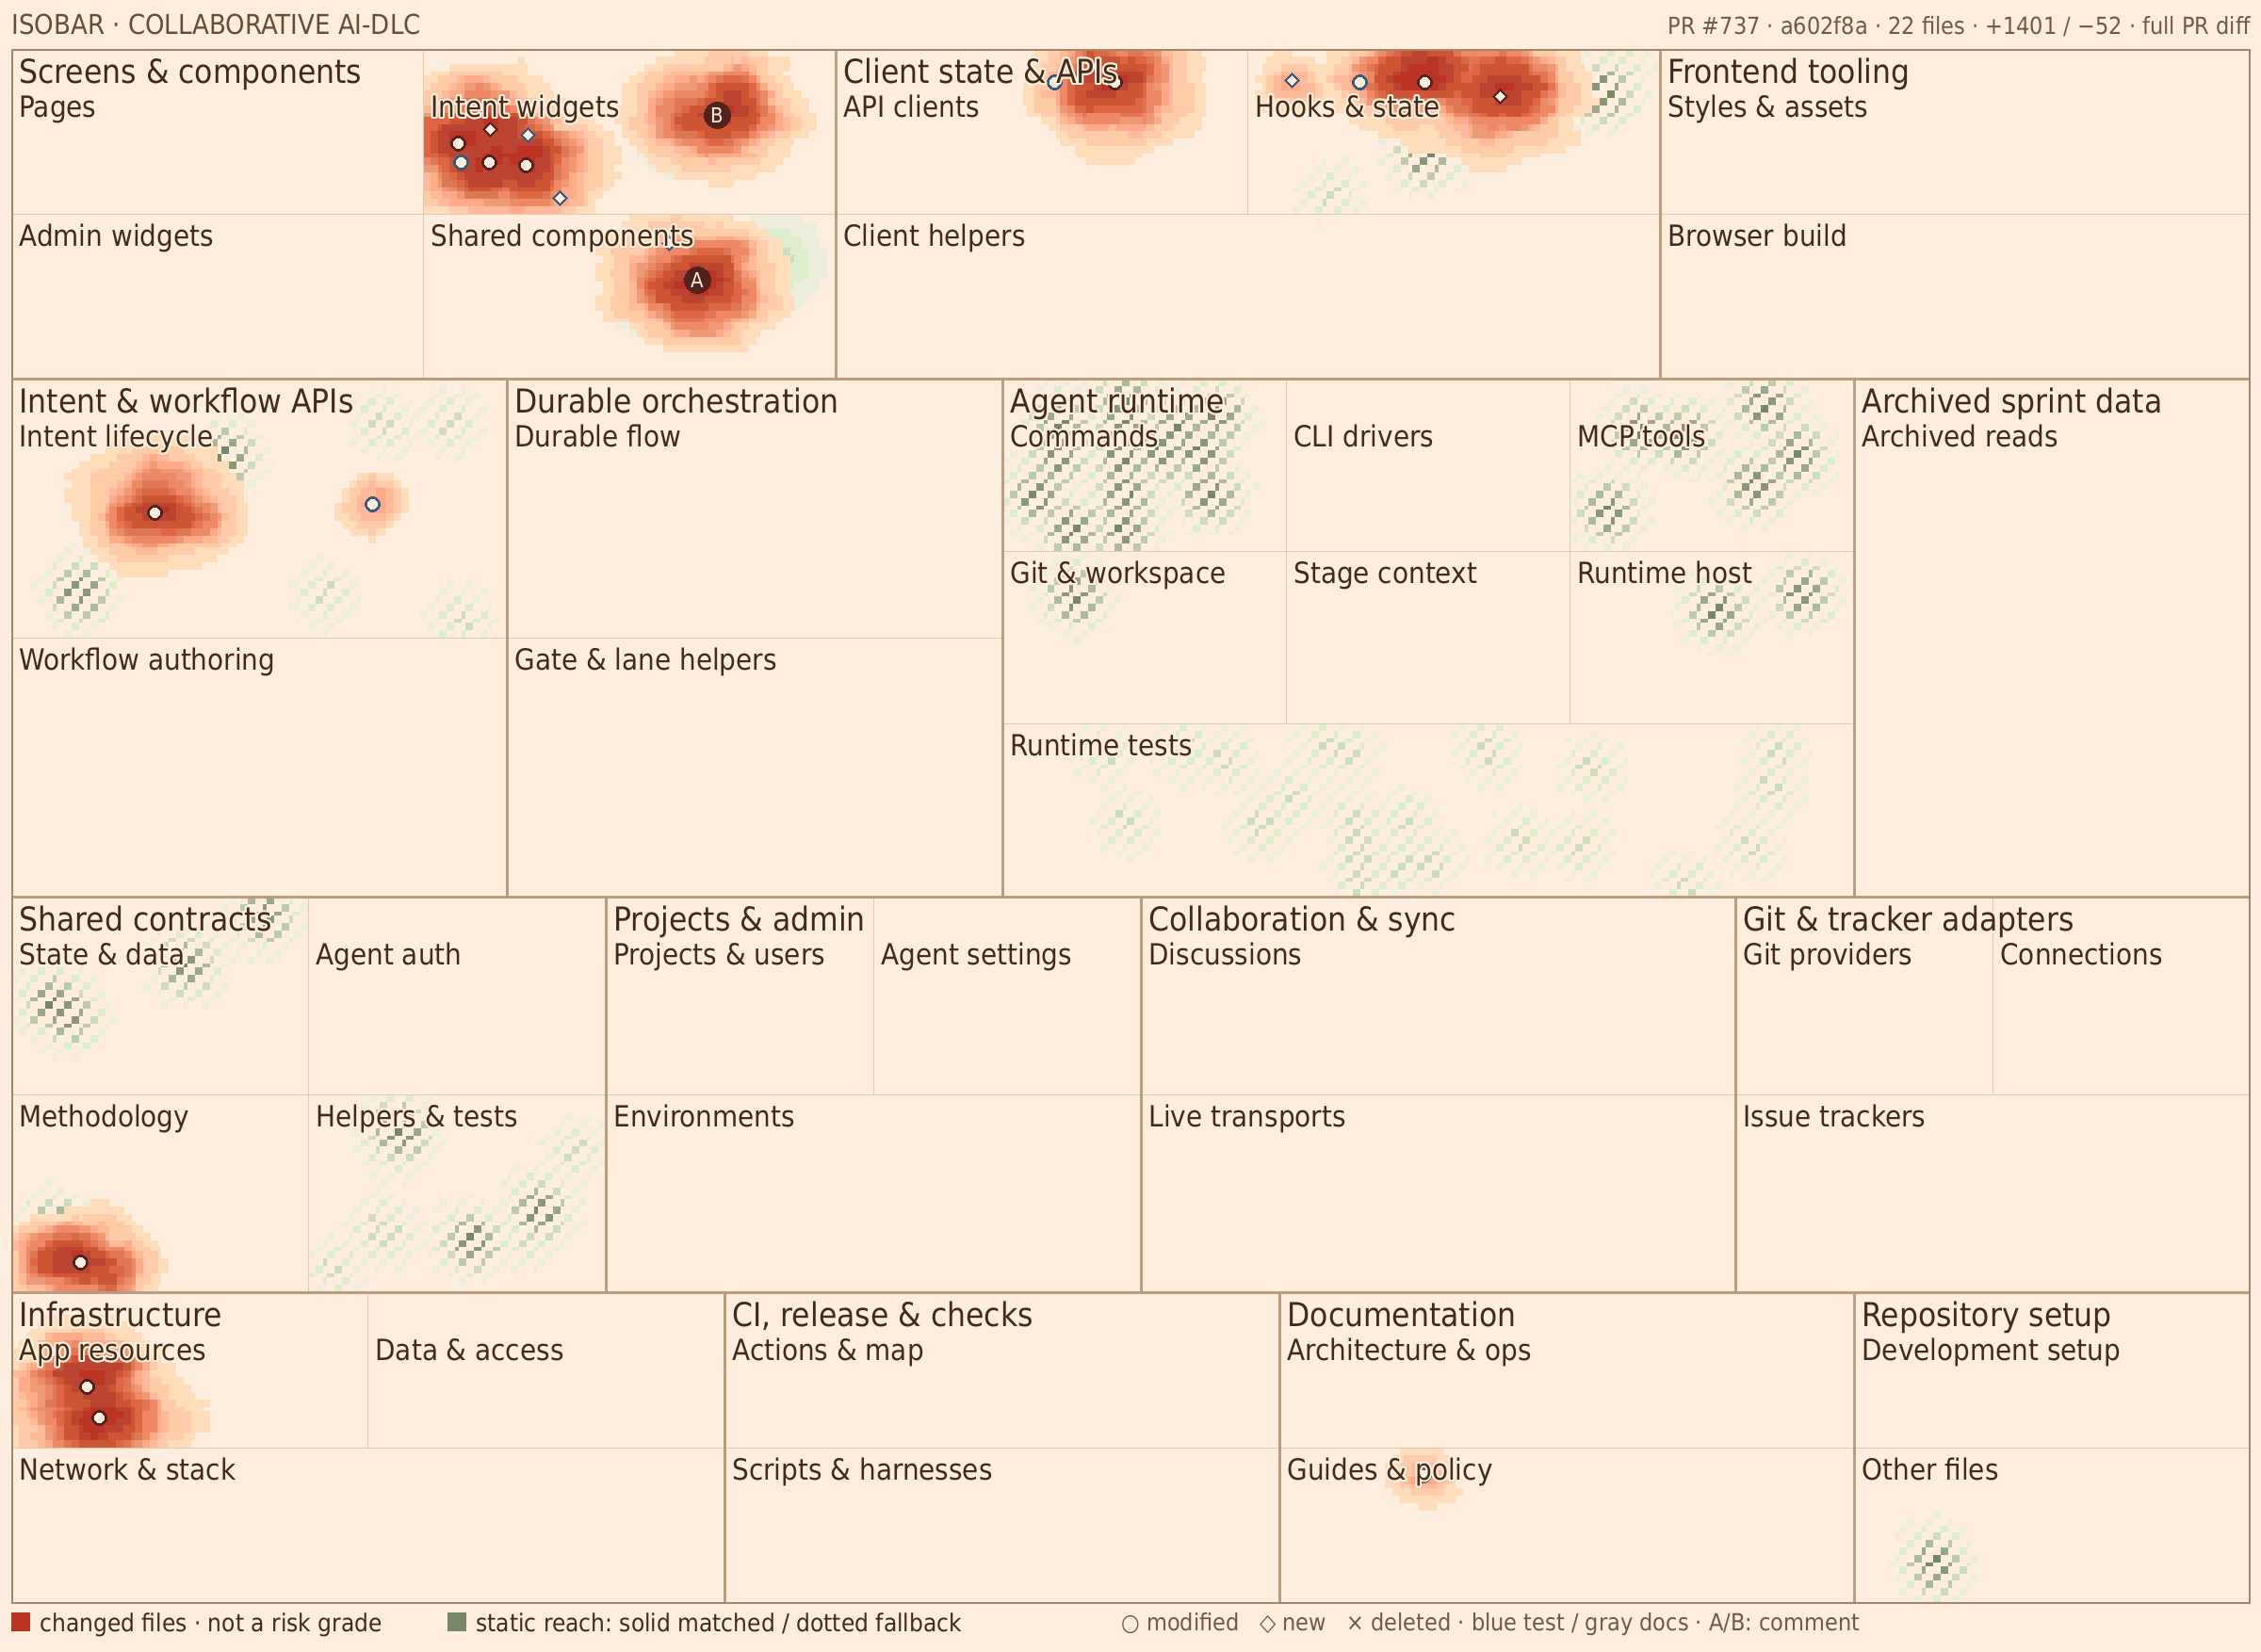 ISOBAR · COLLABORATIVE AI-DLC
PR #737 · a602f8a · 22 files · +1401 / −52 · full PR diff
Screens & components
Pages
Intent widgets
B
Client state & APIs
API clients
Hooks & state
Frontend tooling
Styles & assets
Admin widgets
Shared components
A
Client helpers
Browser build
Intent & workflow APIs
Intent lifecycle
Durable orchestration
Durable flow
Agent runtime
Commands
CLI drivers
MCP tools
Archived sprint data
Archived reads
Git & workspace
Stage context
Runtime host
Workflow authoring
Gate & lane helpers
Runtime tests
Shared contracts
State & data
Agent auth
Projects & admin
Projects & users
Agent settings
Collaboration & sync
Discussions
Git & tracker adapters
Git providers
Connections
Methodology
Helpers & tests
Environments
Live transports
Issue trackers
Infrastructure
App resources
Data & access
CI, release & checks
Actions & map
Documentation
Architecture & ops
Repository setup
Development setup
Network & stack
Scripts & harnesses
Guides & policy
Other files
changed files · not a risk grade
static reach: solid matched / dotted fallback
○ modified ◇ new × deleted · blue test / gray docs · A/B: comment